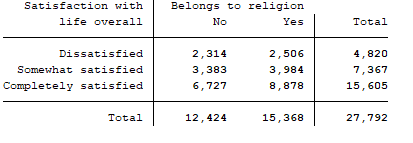 Satisfaction with Belongs to religion
life overall No Yes Total
Dissatisfied 2,314 2,506 4,820
Somewhat satisfied 3,383 3,984 7,367
Completely satisfied 6,727 8,878 15,605
Total 12,424 15,368 27,792